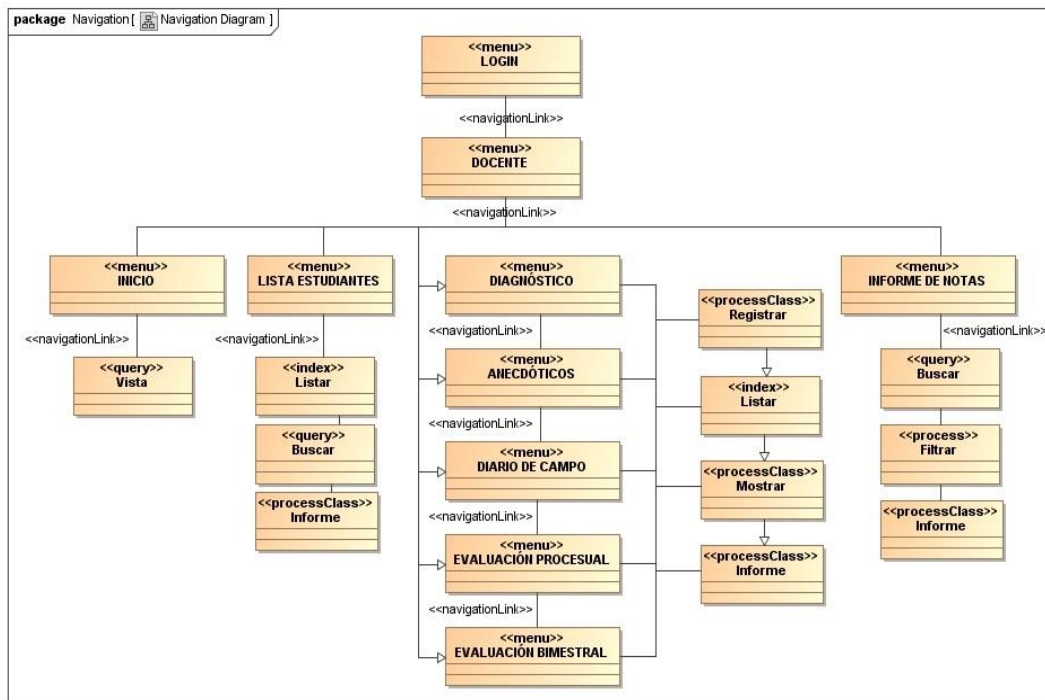 package Navigation [ Navigation Diagram ]
<<menu>>
LOGIN
<<navigationLink>>
<<menu>>
DOCENTE
<<navigationLink>>
<<menu>>
INICIO
<<navigationLink>>
<<query>>
Vista
<<menu>>
LISTA ESTUDIANTES
<<navigationLink>>
<<index>>
Listar
<<query>>
Buscar
<<processClass>>
Informe
<<menu>>
DIAGNÓSTICO
<<navigationLink>>
<<menu>>
ANECDÓTICOS
<<navigationLink>>
<<menu>>
DIARIO DE CAMPO
<<navigationLink>>
<<menu>>
EVALUACIÓN PROCESUAL
<<navigationLink>>
<<menu>>
EVALUACIÓN BIMESTRAL
<<processClass>>
Registrar
<<index>>
Listar
<<processClass>>
Mostrar
<<processClass>>
Informe
<<menu>>
INFORME DE NOTAS
<<navigationLink>>
<<query>>
Buscar
<<process>>
Filtrar
<<processClass>>
Informe